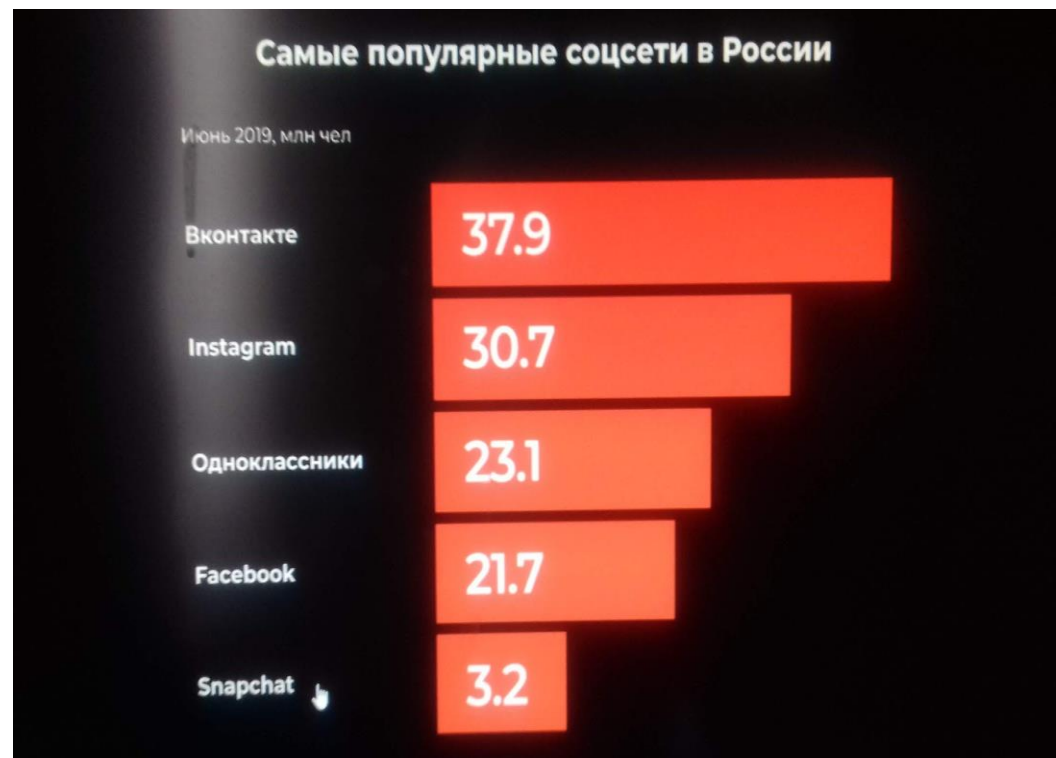 Самые популярные соцсети в России
Июнь 2019, млн чел
Вконтакте 37.9
Instagram 30.7
Одноклассники 23.1
Facebook 21.7
Snapchat 3.2